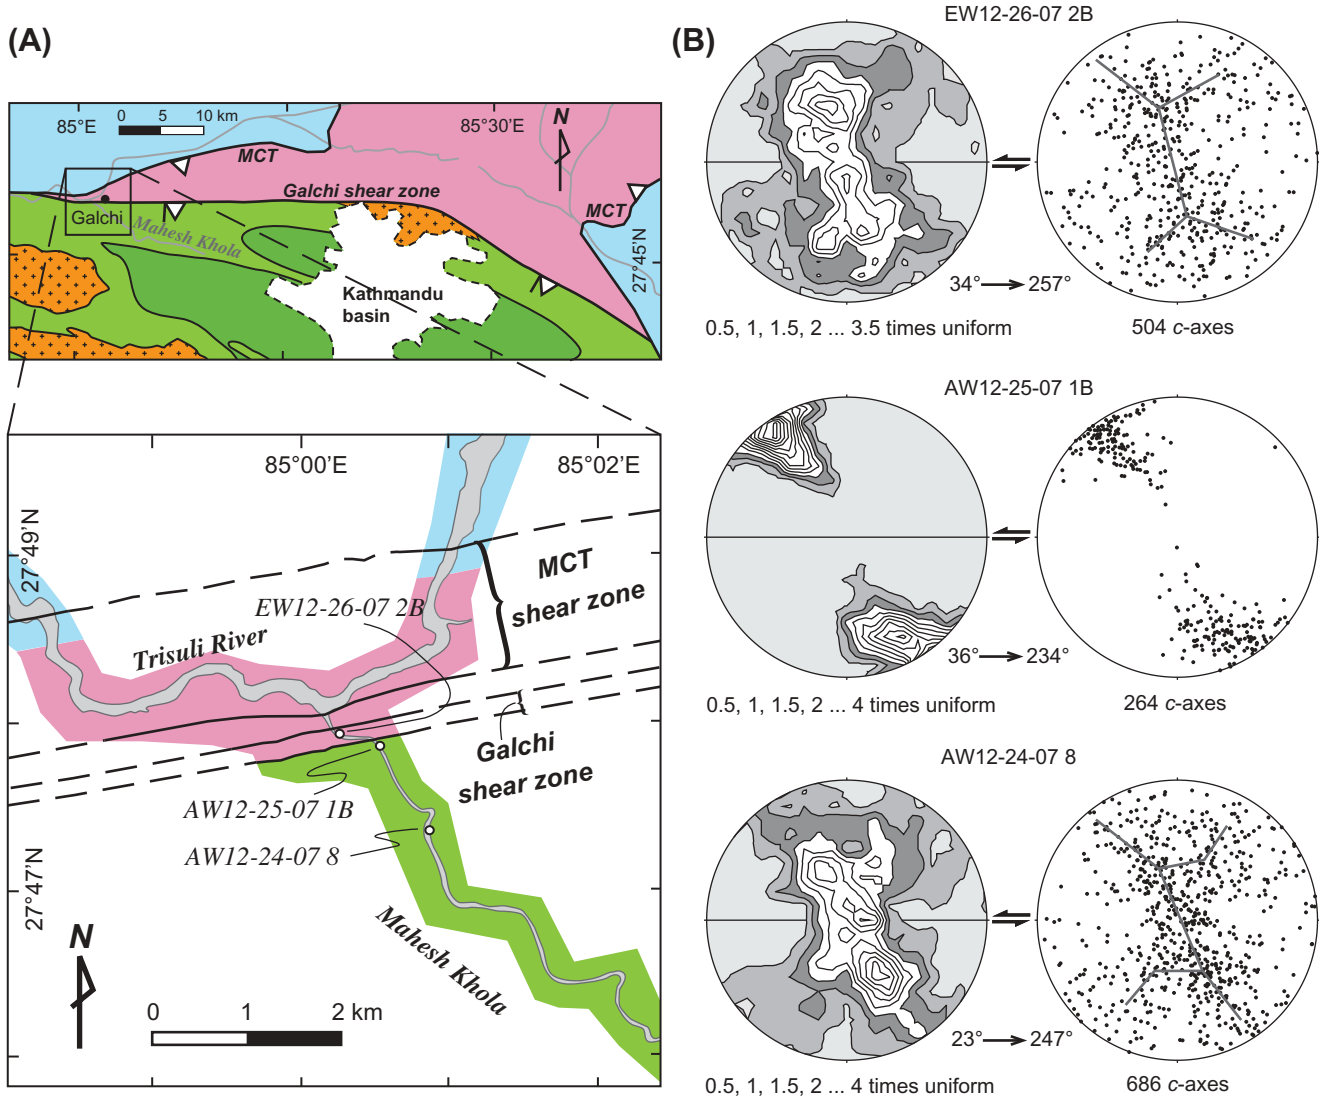 (A)
85°E
0 5 10 km
85°30'E
N
MCT
Galchi shear zone
MCT
Galchi
Mahesh Khola
27°45'N
Kathmandu
basin
85°00'E
85°02'E
27°49'N
MCT
shear zone
EW12-26-07 2B
Trisuli River
Galchi
shear zone
AW12-25-07 1B
AW12-24-07 8
27°47'N
Mahesh Khola
N
0 1 2 km
(B)
EW12-26-07 2B
34° 257°
0.5, 1, 1.5, 2 ... 3.5 times uniform
504 c-axes
AW12-25-07 1B
36° 234°
0.5, 1, 1.5, 2 ... 4 times uniform
264 c-axes
AW12-24-07 8
23° 247°
0.5, 1, 1.5, 2 ... 4 times uniform
686 c-axes